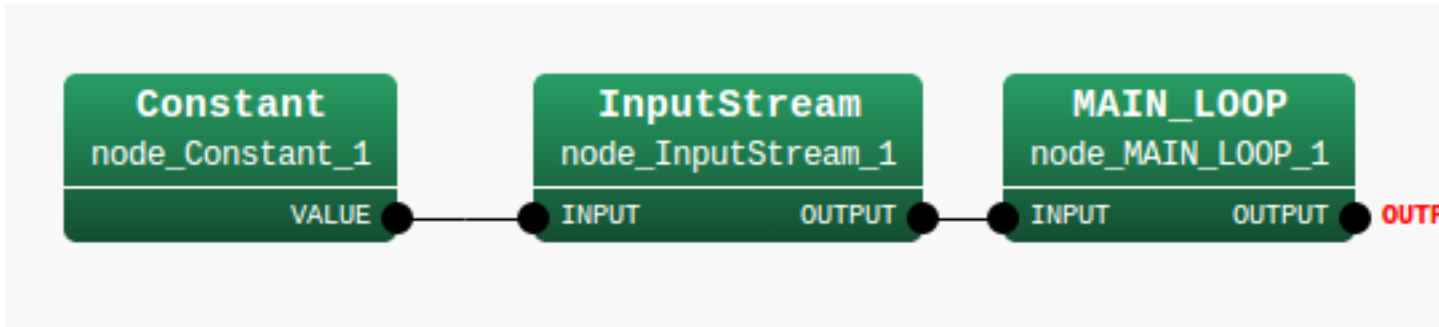 Constant
node_Constant_1
VALUE
InputStream
node_InputStream_1
INPUT OUTPUT
MAIN_LOOP
node_MAIN_LOOP_1
INPUT OUTPUT